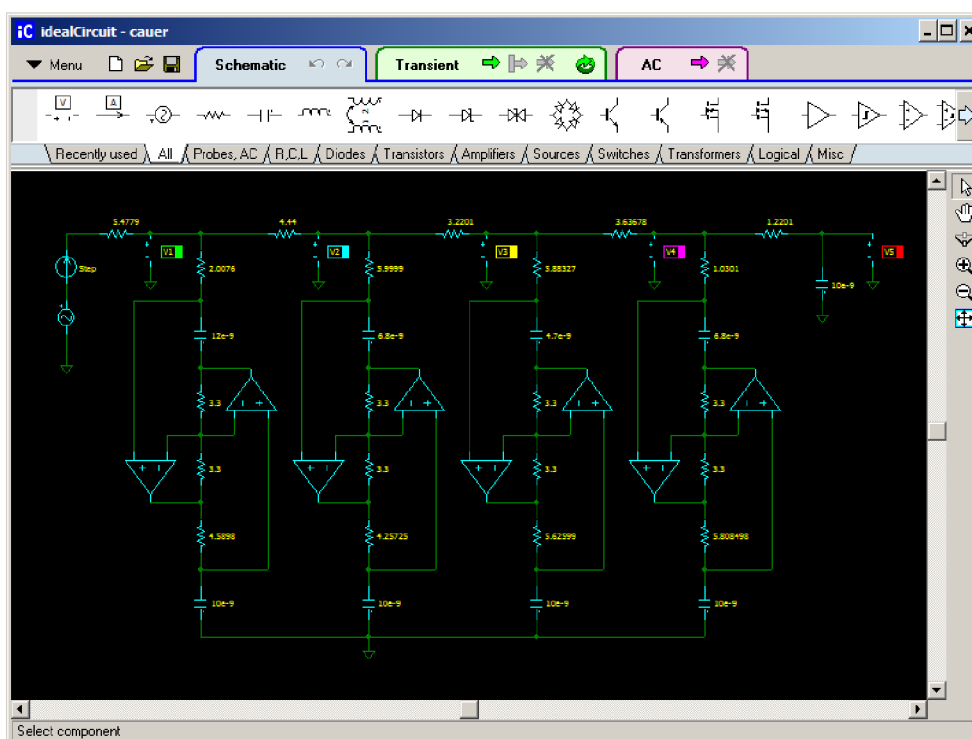 iC idealCircuit - cauer
Menu Schematic Transient AC
V A 2
Recently used All Probes, AC R,C,L Diodes Transistors Amplifiers Sources Switches Transformers Logical Misc
5.4779 4.44 3.2201 3.63678 1.2201
V1 V2 V3 V4 V5
Step 2.0076 5.9999 5.88327 1.0301
10e-9
12e-9 6.8e-9 4.7e-9 6.8e-9
3.3 3.3 3.3 3.3
3.3 3.3 3.3 3.3
4.5898 4.25725 5.62599 5.808498
10e-9 10e-9 10e-9 10e-9
Select component